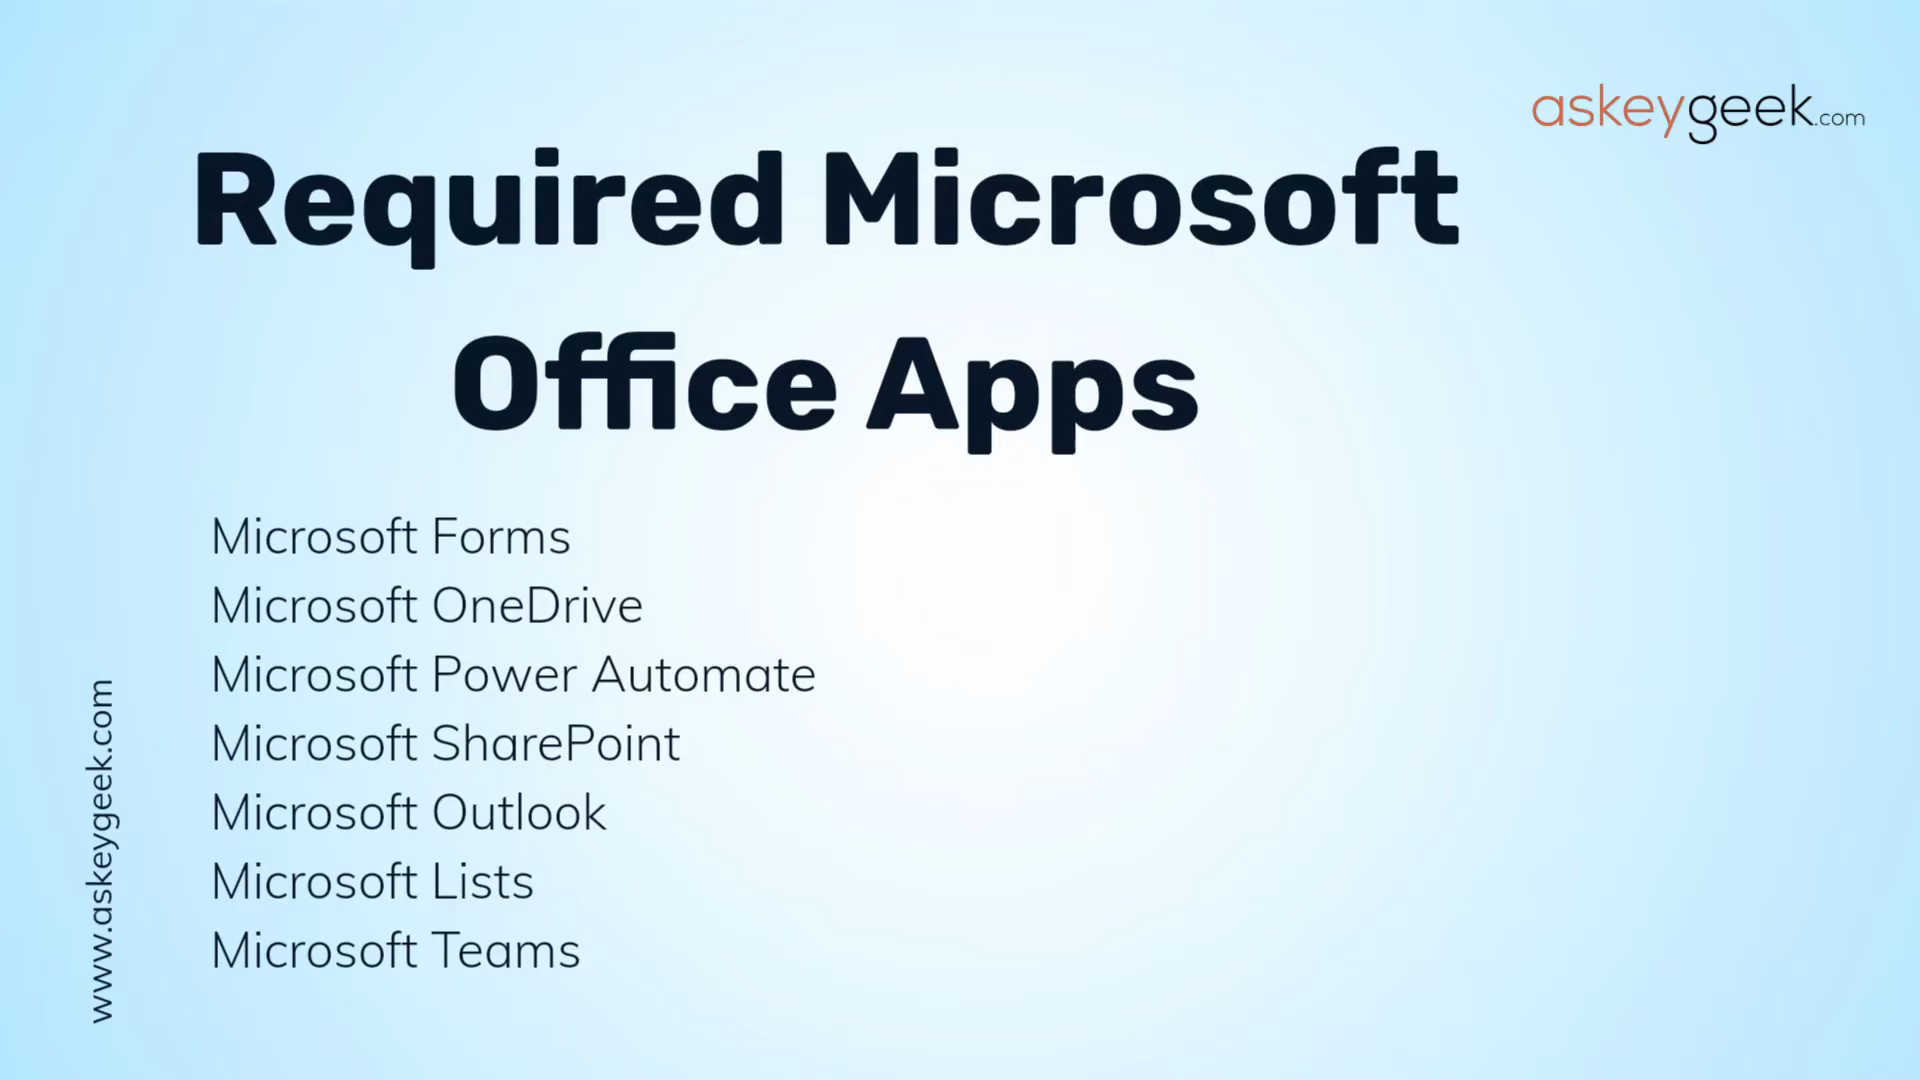 askeygeek.com
Required Microsoft
Office Apps
Microsoft Forms
Microsoft OneDrive
Microsoft Power Automate
Microsoft SharePoint
Microsoft Outlook
Microsoft Lists
Microsoft Teams
www.askeygeek.com